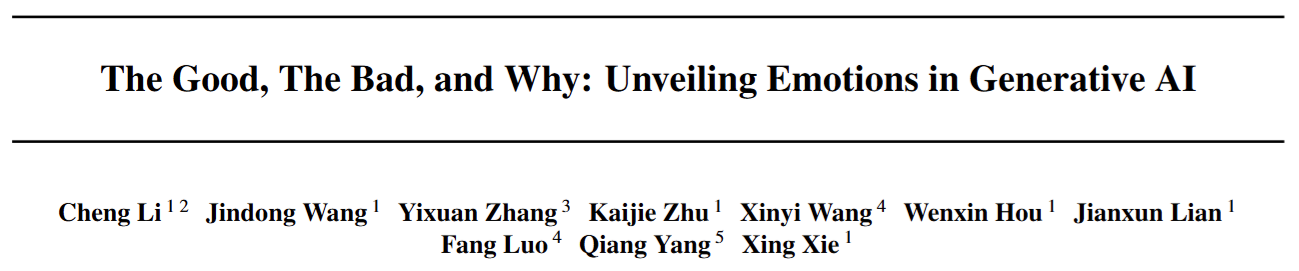 The Good, The Bad, and Why: Unveiling Emotions in Generative AI
Cheng Li 1 2 Jindong Wang 1 Yixuan Zhang 3 Kaijie Zhu 1 Xinyi Wang 4 Wenxin Hou 1 Jianxun Lian 1
Fang Luo 4 Qiang Yang 5 Xing Xie 1